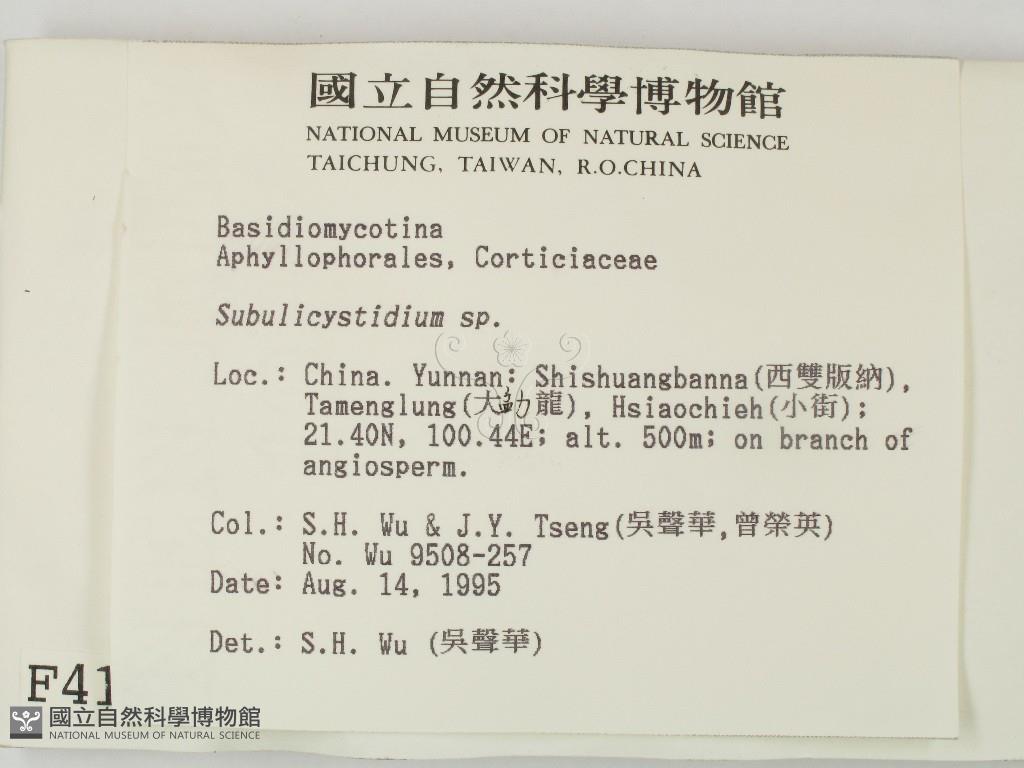 國立自然科學博物館
NATIONAL MUSEUM OF NATURAL SCIENCE
TAICHUNG, TAIWAN, R.O.CHINA
Basidiomycotina
Aphyllophorales, Corticiaceae
Subulicystidium sp.
Loc.: China. Yunnan: Shishuangbanna(西雙版納),
Tamenglung(大勐龍), Hsiaochieh(小街);
21.40N, 100.44E; alt. 500m; on branch of
angiosperm.
Col.: S.H. Wu & J.Y. Tseng(吳聲華,曾榮英)
No. Wu 9508-257
Date: Aug. 14, 1995
Det.: S.H. Wu (吳聲華)
F41
國立自然科學博物館
NATIONAL MUSEUM OF NATURAL SCIENCE